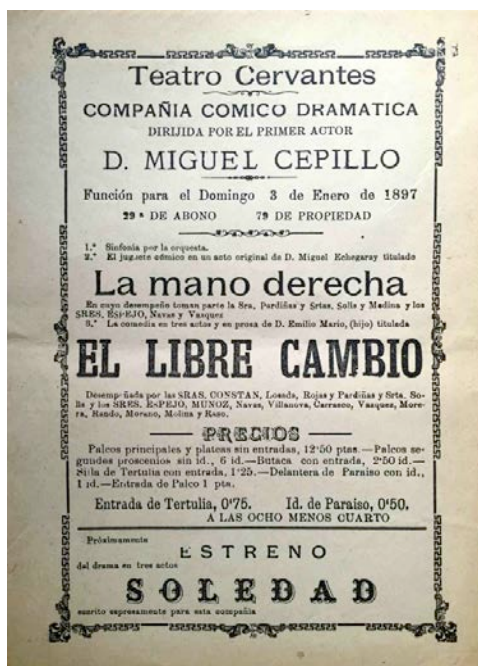 Teatro Cervantes
COMPAÑIA COMICO DRAMATICA
DIRIJIDA POR EL PRIMER ACTOR
D. MIGUEL CEPILLO
Función para el Domingo 3 de Enero de 1897
29ª DE ABONO 79 DE PROPIEDAD
1.º Sinfonía por la orquesta.
2.º El juguete cómico en un acto original de D. Miguel Echegaray titulado
La mano derecha
En cuyo desempeño toman parte la Sra. Pardiñas y Srtas. Solis y Medina y los
SRES. ESPEJO, Navas y Vazquez
3.º La comedia en tres actos y en prosa de D. Emilio Mario, (hijo) titulada
EL LIBRE CAMBIO
Desempeñada por las SRAS. CONSTAN, Losada, Rojas y Pardiñas y Srta. So-
lis y los SRES. ESPEJO, MUÑOZ, Navas, Villanova, Carrasco, Vazquez, More-
ra, Rando, Morano, Molina y Raso.
PRECIOS
Palcos principales y plateas sin entradas, 12'50 ptas.—Palcos se-
gundos proscenios sin id., 6 id.—Butaca con entrada, 2'50 id.—
Silla de Tertulia con entrada, 1'25.—Delantera de Paraiso con id.,
1 id.—Entrada de Palco 1 pta.
Entrada de Tertulia, 0'75. Id. de Paraiso, 0'50.
A LAS OCHO MENOS CUARTO
Próximamente
ESTRENO
del drama en tres actos
SOLEDAD
escrito espresamente para esta compañia